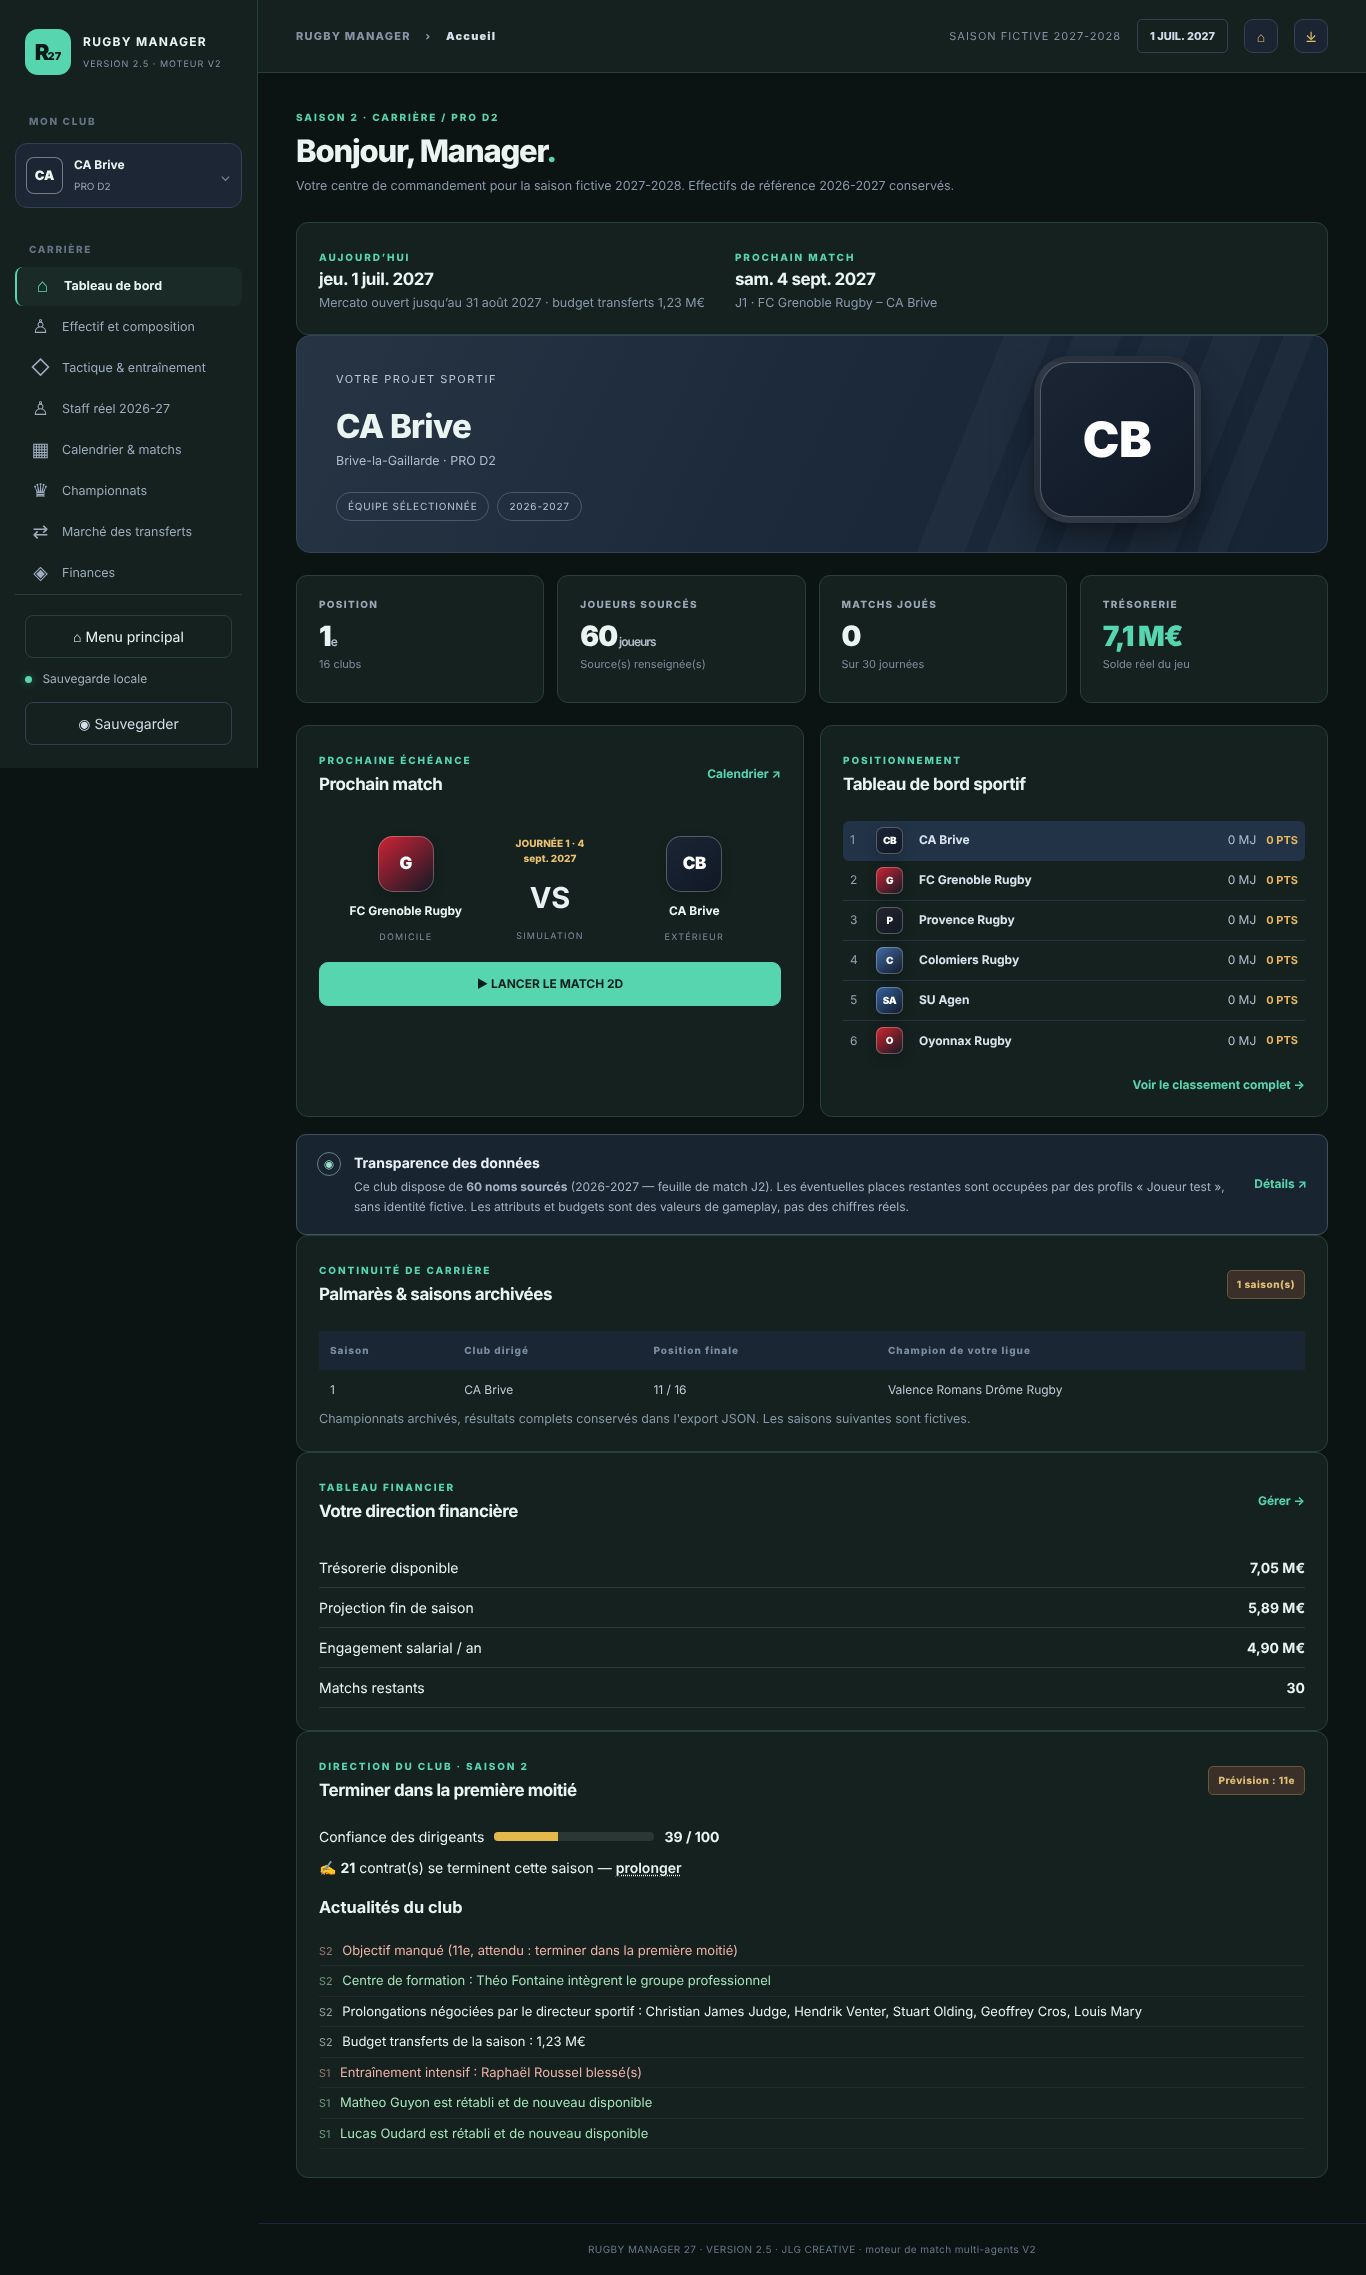 R27
RUGBY MANAGER
VERSION 2.5 · MOTEUR V2
MON CLUB
CA
CA Brive
PRO D2
CARRIÈRE
Tableau de bord
Effectif et composition
Tactique & entraînement
Staff réel 2026-27
Calendrier & matchs
Championnats
Marché des transferts
Finances
⌂ Menu principal
Sauvegarde locale
◉ Sauvegarder
RUGBY MANAGER › Accueil
SAISON FICTIVE 2027-2028
1 JUIL. 2027
SAISON 2 · CARRIÈRE / PRO D2
Bonjour, Manager.
Votre centre de commandement pour la saison fictive 2027-2028. Effectifs de référence 2026-2027 conservés.
AUJOURD’HUI
jeu. 1 juil. 2027
Mercato ouvert jusqu’au 31 août 2027 · budget transferts 1,23 M€
PROCHAIN MATCH
sam. 4 sept. 2027
J1 · FC Grenoble Rugby – CA Brive
VOTRE PROJET SPORTIF
CA Brive
Brive-la-Gaillarde · PRO D2
ÉQUIPE SÉLECTIONNÉE
2026-2027
CB
POSITION
1e
16 clubs
JOUEURS SOURCÉS
60 joueurs
Source(s) renseignée(s)
MATCHS JOUÉS
0
Sur 30 journées
TRÉSORERIE
7,1 M€
Solde réel du jeu
PROCHAINE ÉCHÉANCE
Prochain match
Calendrier ↗
G
FC Grenoble Rugby
DOMICILE
JOURNÉE 1 · 4
sept. 2027
VS
SIMULATION
CB
CA Brive
EXTÉRIEUR
▶ LANCER LE MATCH 2D
POSITIONNEMENT
Tableau de bord sportif
1 CB CA Brive 0 MJ 0 PTS
2 G FC Grenoble Rugby 0 MJ 0 PTS
3 P Provence Rugby 0 MJ 0 PTS
4 C Colomiers Rugby 0 MJ 0 PTS
5 SA SU Agen 0 MJ 0 PTS
6 O Oyonnax Rugby 0 MJ 0 PTS
Voir le classement complet →
Transparence des données
Ce club dispose de 60 noms sourcés (2026-2027 — feuille de match J2). Les éventuelles places restantes sont occupées par des profils « Joueur test »,
sans identité fictive. Les attributs et budgets sont des valeurs de gameplay, pas des chiffres réels.
Détails ↗
CONTINUITÉ DE CARRIÈRE
Palmarès & saisons archivées
1 saison(s)
Saison Club dirigé Position finale Champion de votre ligue
1 CA Brive 11 / 16 Valence Romans Drôme Rugby
Championnats archivés, résultats complets conservés dans l'export JSON. Les saisons suivantes sont fictives.
TABLEAU FINANCIER
Votre direction financière
Gérer →
Trésorerie disponible 7,05 M€
Projection fin de saison 5,89 M€
Engagement salarial / an 4,90 M€
Matchs restants 30
DIRECTION DU CLUB · SAISON 2
Terminer dans la première moitié
Prévision : 11e
Confiance des dirigeants 39 / 100
✍ 21 contrat(s) se terminent cette saison — prolonger
Actualités du club
S2 Objectif manqué (11e, attendu : terminer dans la première moitié)
S2 Centre de formation : Théo Fontaine intègrent le groupe professionnel
S2 Prolongations négociées par le directeur sportif : Christian James Judge, Hendrik Venter, Stuart Olding, Geoffrey Cros, Louis Mary
S2 Budget transferts de la saison : 1,23 M€
S1 Entraînement intensif : Raphaël Roussel blessé(s)
S1 Matheo Guyon est rétabli et de nouveau disponible
S1 Lucas Oudard est rétabli et de nouveau disponible
RUGBY MANAGER 27 · VERSION 2.5 · JLG CREATIVE · moteur de match multi-agents V2